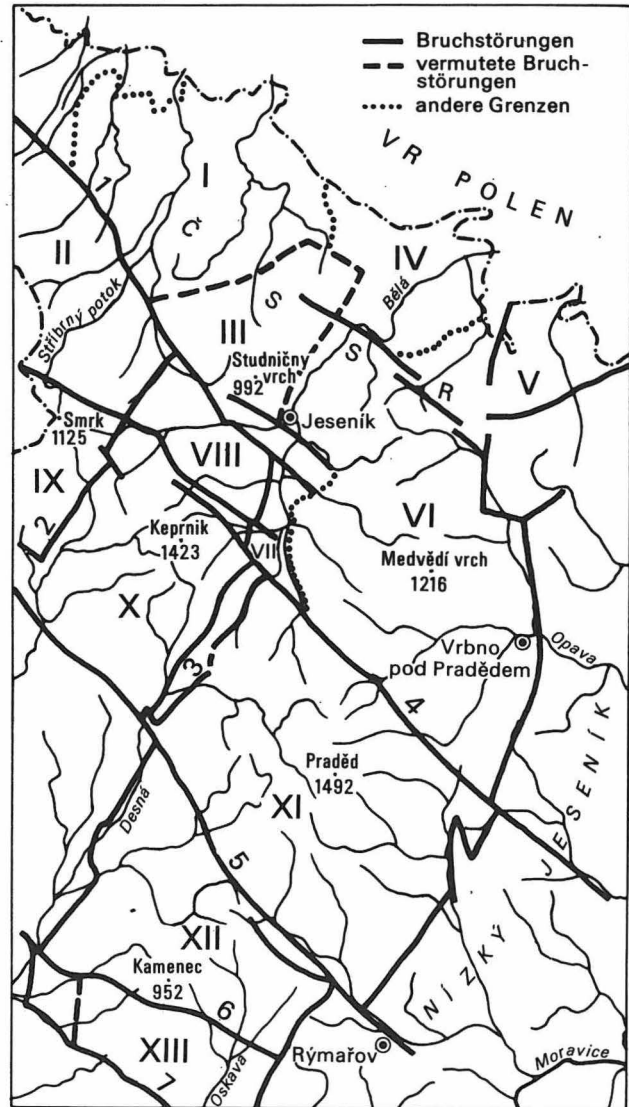 Bruchstörungen
vermutete Bruch-
störungen
andere Grenzen
VR POLEN
I
1
Č
II
IV
Bělá
S
S
R
Stříbrný potok
III
Studničny
vrch
992
V
Jeseník
Smrk
1125
VIII
IX
2
VI
Keprnik
1423
VII
Medvědí vrch
1216
X
Vrbno
pod Pradědem
Opava
3
4
Praděd
1492
JESENÍK
Desná
XI
5
XII
NÍZKÝ
Kamenec
952
6
XIII
7
Oskava
Rýmařov
Moravice